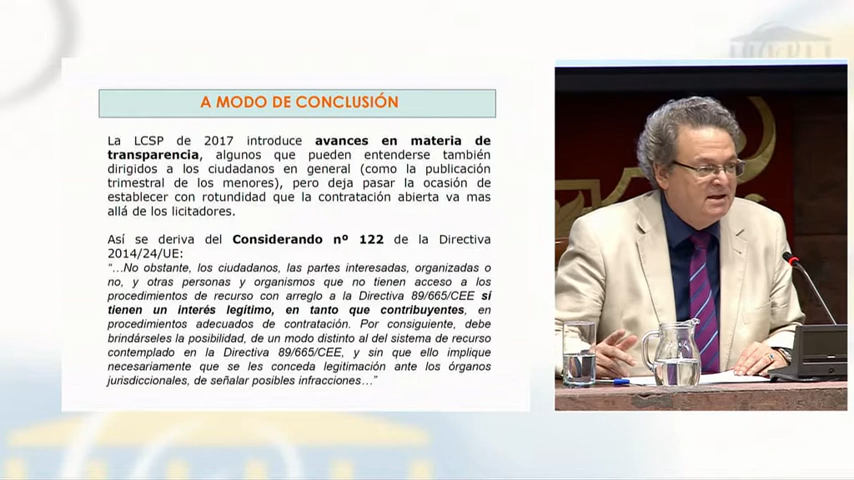 A MODO DE CONCLUSIÓN
La LCSP de 2017 introduce avances en materia de
transparencia, algunos que pueden entenderse también
dirigidos a los ciudadanos en general (como la publicación
trimestral de los menores), pero deja pasar la ocasión de
establecer con rotundidad que la contratación abierta va mas
allá de los licitadores.
Así se deriva del Considerando nº 122 de la Directiva
2014/24/UE:
"…No obstante, los ciudadanos, las partes interesadas, organizadas o
no, y otras personas y organismos que no tienen acceso a los
procedimientos de recurso con arreglo a la Directiva 89/665/CEE sí
tienen un interés legítimo, en tanto que contribuyentes, en
procedimientos adecuados de contratación. Por consiguiente, debe
brindárseles la posibilidad, de un modo distinto al del sistema de recurso
contemplado en la Directiva 89/665/CEE, y sin que ello implique
necesariamente que se les conceda legitimación ante los órganos
jurisdiccionales, de señalar posibles infracciones…"